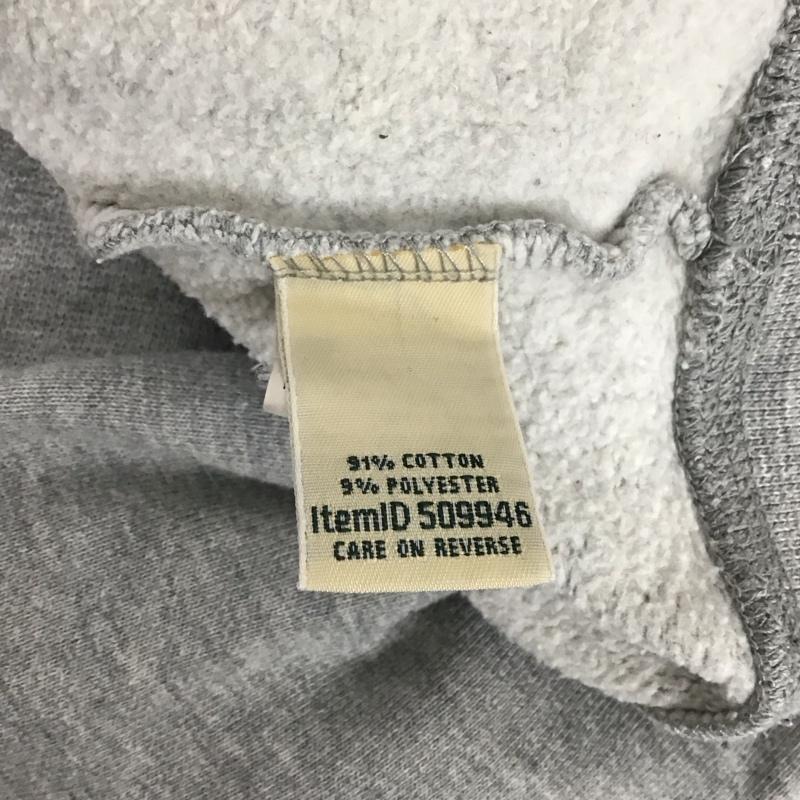 91% COTTON
9% POLYESTER
ItemID 509946
CARE ON REVERSE